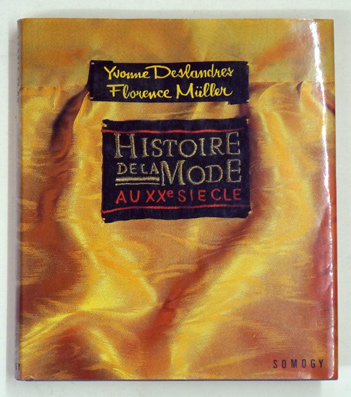 Yvonne Deslandres
Florence Müller
HISTOIRE
DE LA MODE
AU XXe SIECLE
SOMOGY